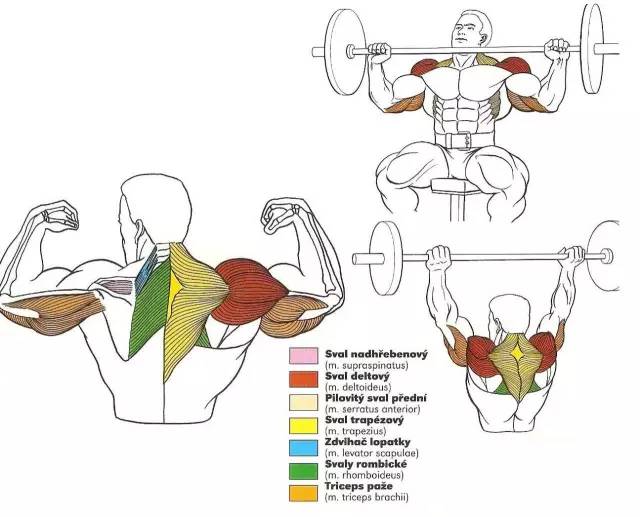 Sval nadhřebenový
(m. supraspinatus)
Sval deltový
(m. deltoideus)
Pilovitý sval přední
(m. serratus anterior)
Sval trapézový
(m. trapezius)
Zdvihač lopatky
(m. levator scapulae)
Svaly rombické
(m. rhomboideus)
Triceps paže
(m. triceps brachii)